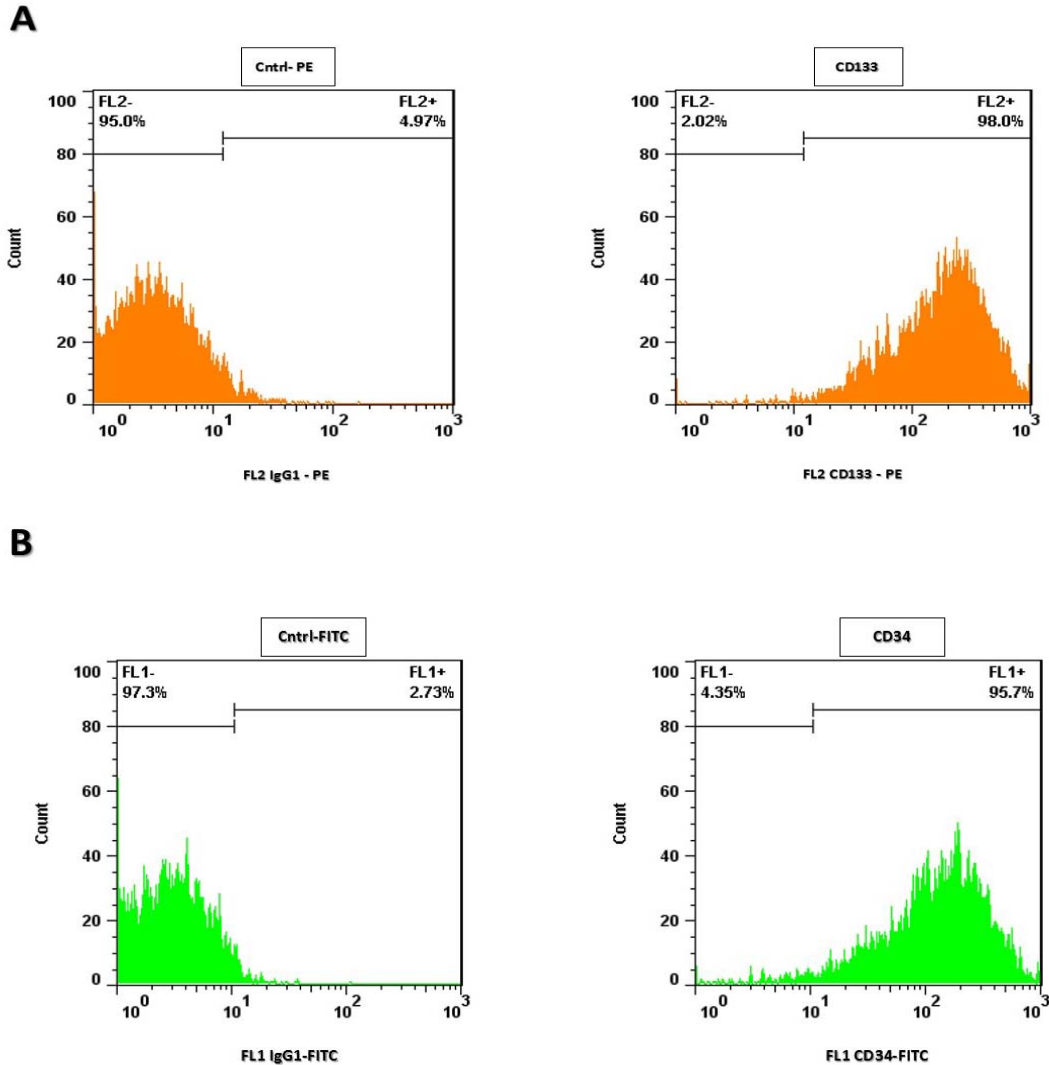 A
Cntrl- PE
CD133
FL2-
95.0%
FL2+
4.97%
100
80
60
40
20
0
Count
10^0
10^1
10^2
10^3
FL2 IgG1 - PE
FL2-
2.02%
FL2+
98.0%
100
80
60
40
20
0
Count
10^0
10^1
10^2
10^3
FL2 CD133 - PE
B
Cntrl-FITC
CD34
FL1-
97.3%
FL1+
2.73%
100
80
60
40
20
0
Count
10^0
10^1
10^2
10^3
FL1 IgG1-FITC
FL1-
4.35%
FL1+
95.7%
100
80
60
40
20
0
Count
10^0
10^1
10^2
10^3
FL1 CD34-FITC